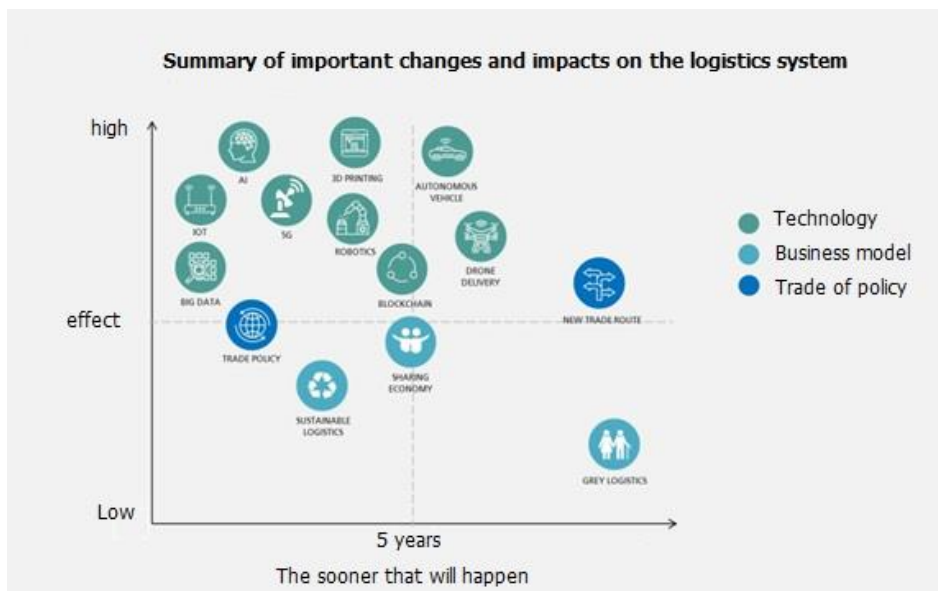 Summary of important changes and impacts on the logistics system
high
AI
3D PRINTING
AUTONOMOUS
VEHICLE
IOT
5G
ROBOTICS
DRONE
DELIVERY
BIG DATA
BLOCKCHAIN
Technology
Business model
Trade of policy
effect
NEW TRADE ROUTE
TRADE POLICY
SHARING
ECONOMY
SUSTAINABLE
LOGISTICS
GREY LOGISTICS
Low
5 years
The sooner that will happen